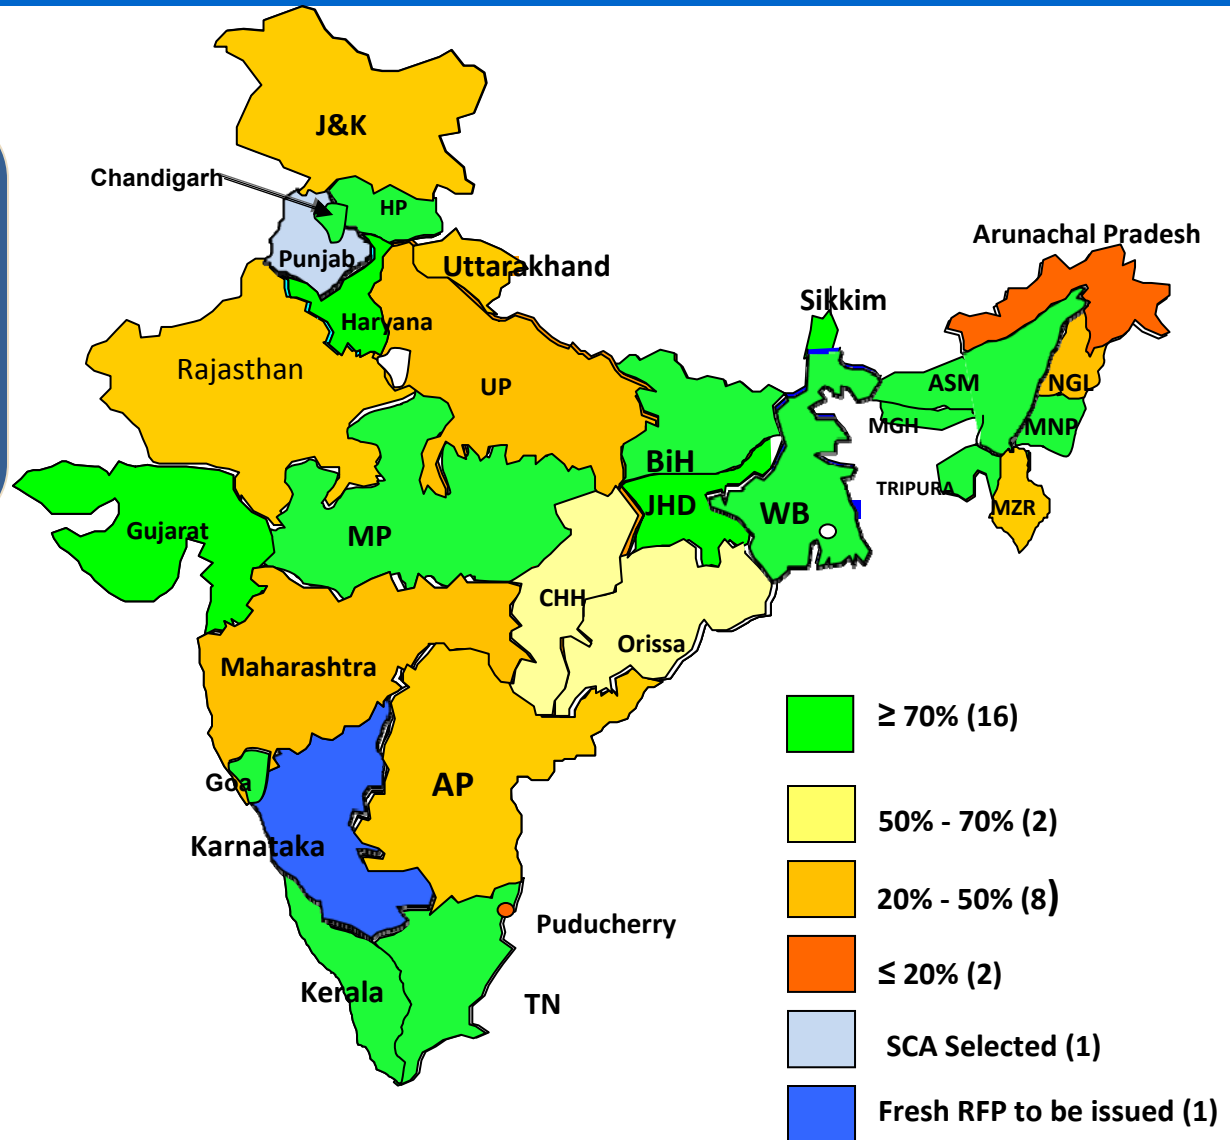 J&K
Chandigarh
HP
Punjab
Uttarakhand
Arunachal Pradesh
Sikkim
Haryana
Rajasthan
UP
ASM
NGL
MGH
MNP
BiH
TRIPURA
JHD
WB
MZR
Gujarat
MP
CHH
Orissa
Maharashtra
≥ 70% (16)
Goa
AP
50% - 70% (2)
Karnataka
20% - 50% (8)
Puducherry
≤ 20% (2)
Kerala
TN
SCA Selected (1)
Fresh RFP to be issued (1)